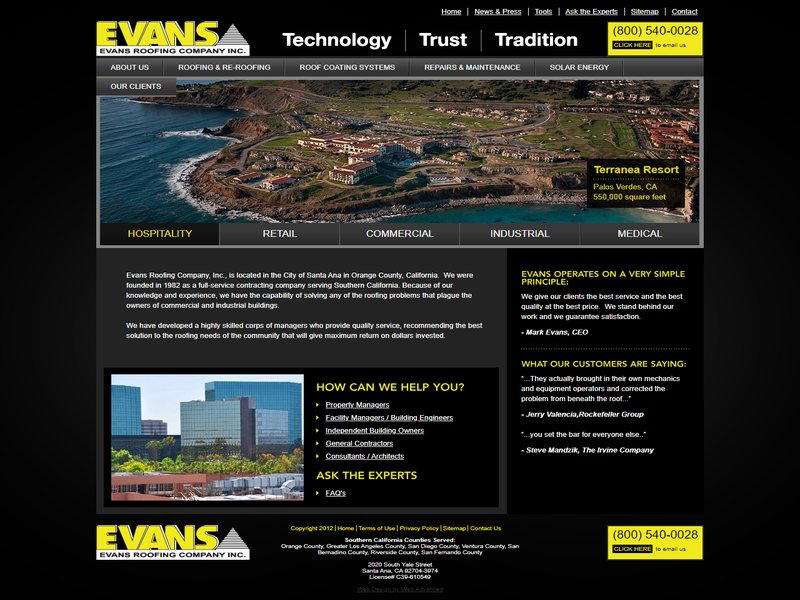 Home | News & Press | Tools | Ask the Experts | Sitemap | Contact
EVANS
EVANS ROOFING COMPANY INC.
Technology | Trust | Tradition
(800) 540-0028
CLICK HERE to email us
ABOUT US
ROOFING & RE-ROOFING
ROOF COATING SYSTEMS
REPAIRS & MAINTENANCE
SOLAR ENERGY
OUR CLIENTS
Terranea Resort
Palos Verdes, CA
550,000 square feet
HOSPITALITY
RETAIL
COMMERCIAL
INDUSTRIAL
MEDICAL
Evans Roofing Company, Inc., is located in the City of Santa Ana in Orange County, California. We were
founded in 1982 as a full-service contracting company serving Southern California. Because of our
knowledge and experience, we have the capability of solving any of the roofing problems that plague the
owners of commercial and industrial buildings.
We have developed a highly skilled corps of managers who provide quality service, recommending the best
solution to the roofing needs of the community that will give maximum return on dollars invested.
HOW CAN WE HELP YOU?
Property Managers
Facility Managers / Building Engineers
Independent Building Owners
General Contractors
Consultants / Architects
ASK THE EXPERTS
FAQ's
EVANS OPERATES ON A VERY SIMPLE
PRINCIPLE:
We give our clients the best service and the best
quality at the best price. We stand behind our
work and we guarantee satisfaction.
- Mark Evans, CEO
WHAT OUR CUSTOMERS ARE SAYING:
"...They actually brought in their own mechanics
and equipment operators and corrected the
problem from beneath the roof..."
- Jerry Valencia,Rockefeller Group
"...you set the bar for everyone else.."
- Steve Mandzik, The Irvine Company
EVANS
EVANS ROOFING COMPANY INC.
Copyright 2012 | Home | Terms of Use | Privacy Policy | Sitemap | Contact Us
Southern California Counties Served:
Orange County, Greater Los Angeles County, San Diego County, Ventura County, San
Bernadino County, Riverside County, San Fernando County
2020 South Yale Street
Santa Ana, CA 92704-3974
License# C39-610549
Web Design by Web Advanced
(800) 540-0028
CLICK HERE to email us